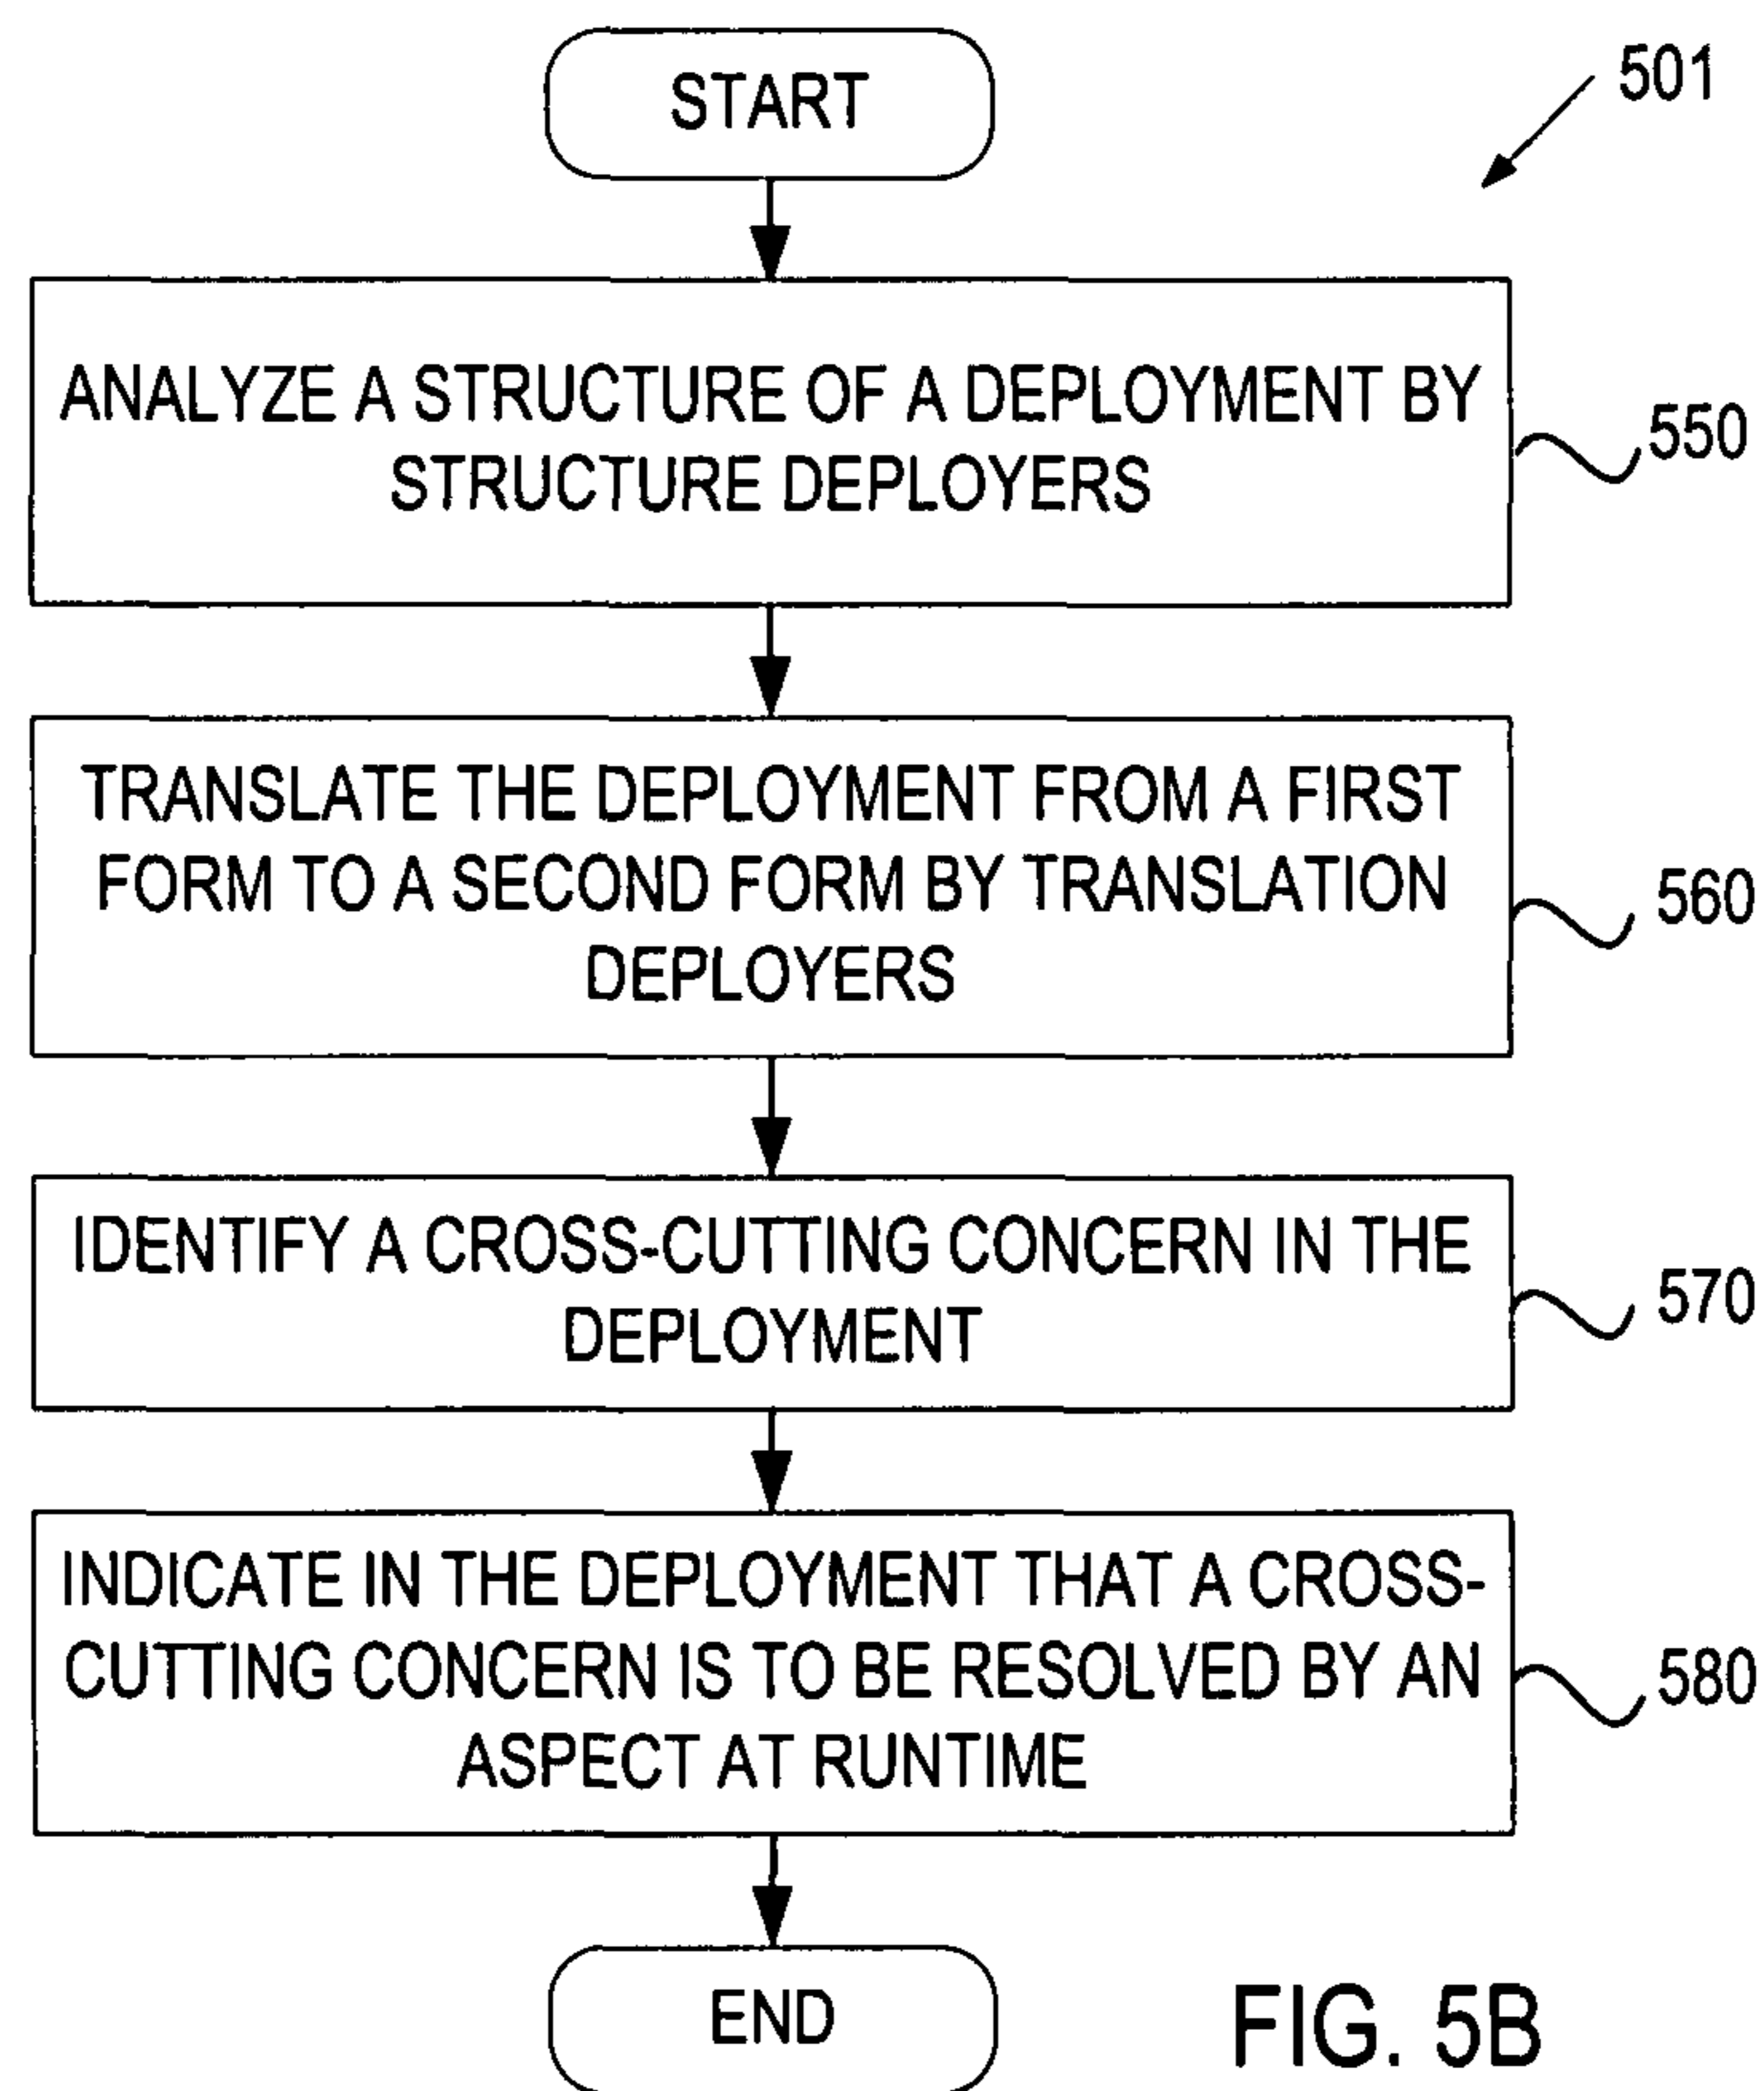 START
501
ANALYZE A STRUCTURE OF A DEPLOYMENT BY
STRUCTURE DEPLOYERS
550
TRANSLATE THE DEPLOYMENT FROM A FIRST
FORM TO A SECOND FORM BY TRANSLATION
DEPLOYERS
560
IDENTIFY A CROSS-CUTTING CONCERN IN THE
DEPLOYMENT
570
INDICATE IN THE DEPLOYMENT THAT A CROSS-
CUTTING CONCERN IS TO BE RESOLVED BY AN
ASPECT AT RUNTIME
580
END
FIG. 5B